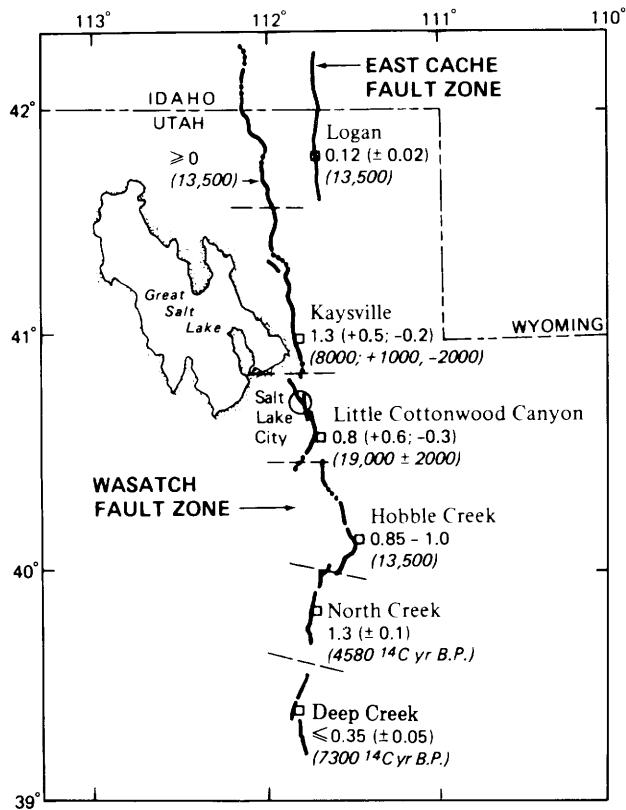 113° 112° 111° 110°
EAST CACHE
FAULT ZONE
42°
IDAHO
UTAH
Logan
0.12 (± 0.02)
(13,500)
⩾ 0
(13,500)
Great
Salt
Lake
Kaysville
1.3 (+0.5; -0.2)
(8000; +1000, -2000)
41°
WYOMING
Salt
Lake
City
Little Cottonwood Canyon
0.8 (+0.6; -0.3)
(19,000 ± 2000)
WASATCH
FAULT ZONE
Hobble Creek
0.85 - 1.0
(13,500)
40°
North Creek
1.3 (± 0.1)
(4580 ¹⁴C yr B.P.)
Deep Creek
⩽ 0.35 (± 0.05)
(7300 ¹⁴C yr B.P.)
39°